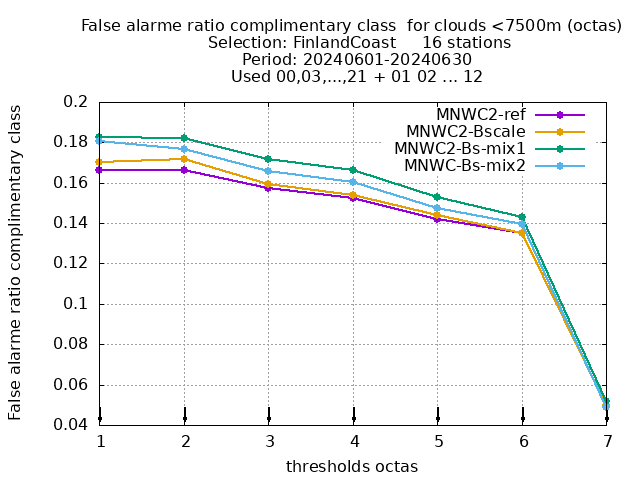 False alarme ratio complimentary class  for clouds <7500m (octas)
Selection: FinlandCoast     16 stations
Period: 20240601-20240630
Used 00,03,...,21 + 01 02 ... 12
False alarme ratio complimentary class
0.2
0.18
0.16
0.14
0.12
0.1
0.08
0.06
0.04
MNWC2-ref
MNWC2-Bscale
MNWC2-Bs-mix1
MNWC-Bs-mix2
1 2 3 4 5 6 7
thresholds octas